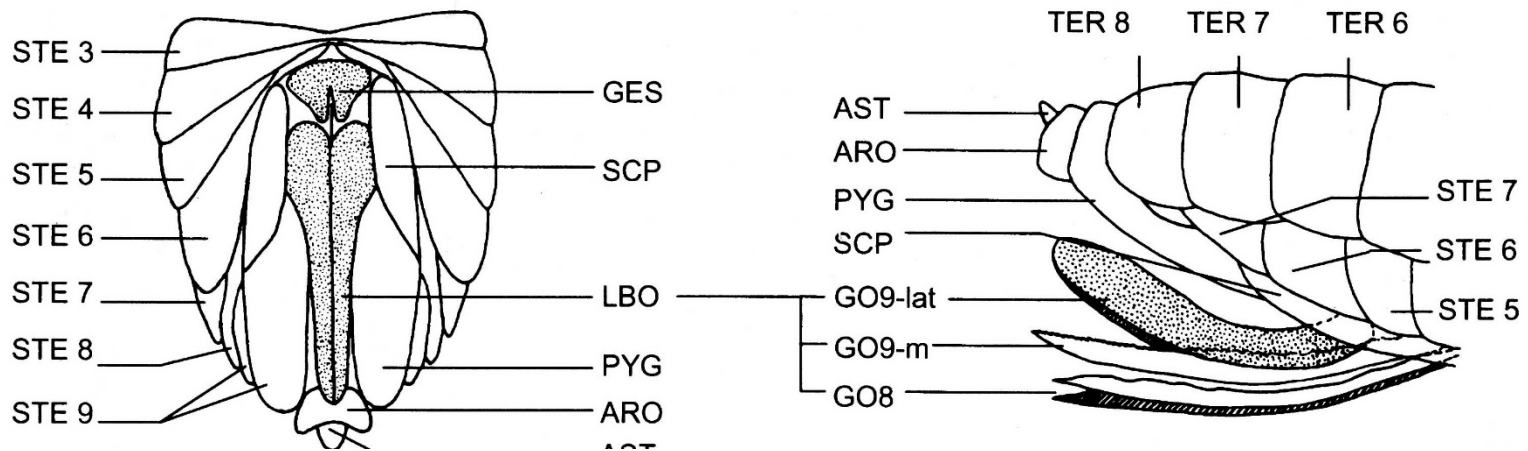 STE 3
STE 4
STE 5
STE 6
STE 7
STE 8
STE 9
GES
SCP
LBO
PYG
ARO
AST
TER 8 TER 7 TER 6
AST
ARO
PYG
SCP
GO9-lat
GO9-m
GO8
STE 7
STE 6
STE 5